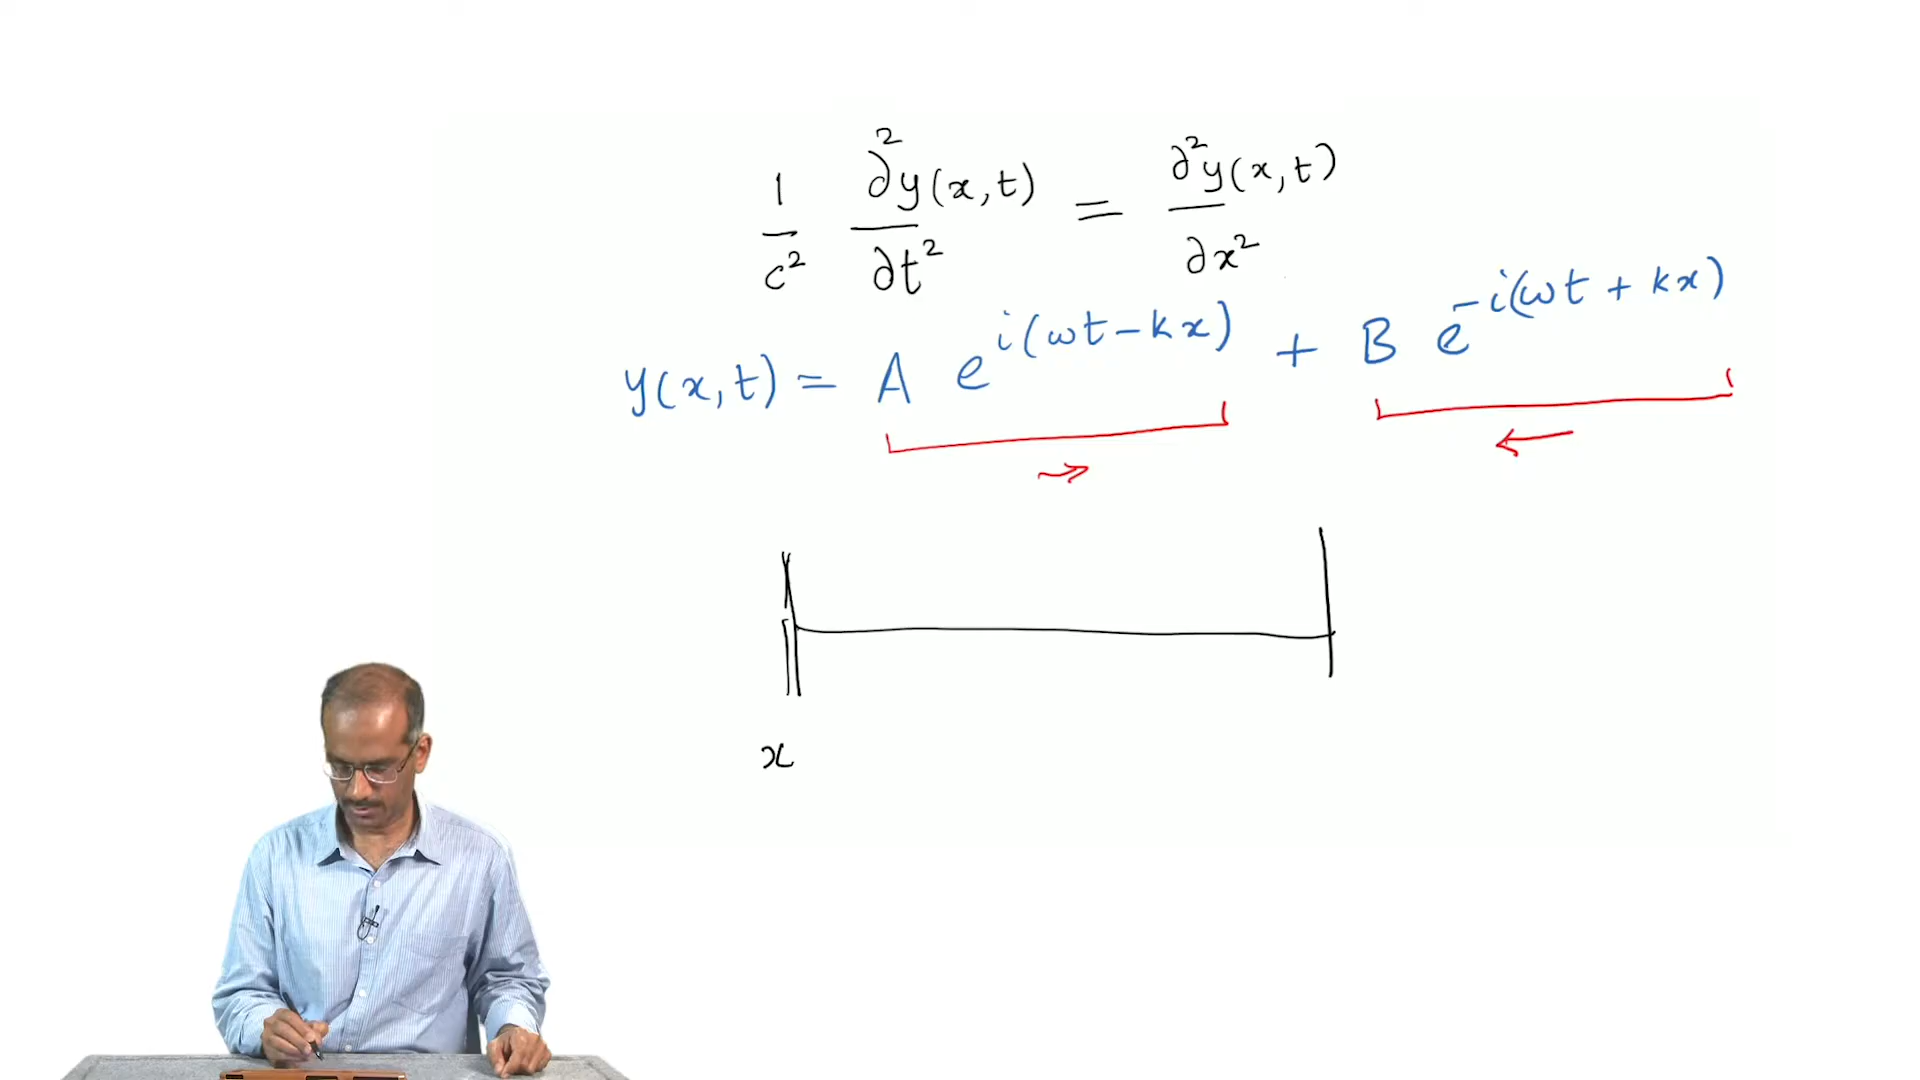 1/c² ∂²y(x,t)/∂t² = ∂²y(x,t)/∂x²
y(x,t) = A e^{i(ωt-kx)} + B e^{-i(ωt+kx)}
x